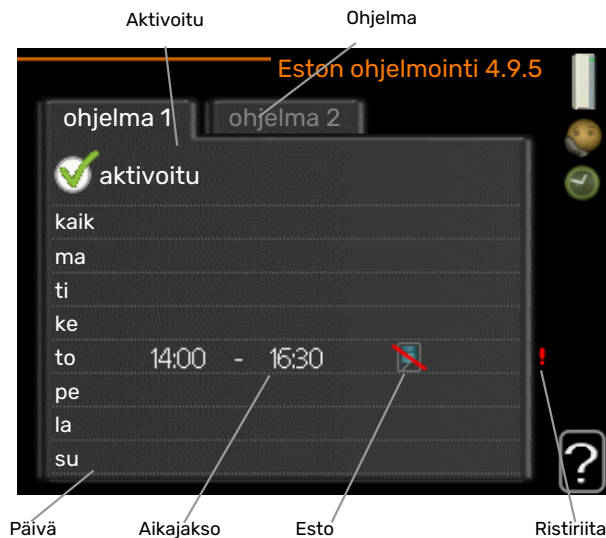 Aktivoitu Ohjelma
Eston ohjelmointi 4.9.5
ohjelma 1 ohjelma 2
aktivoitu
kaik
ma
ti
ke
to 14:00 - 16:30 !
pe
la
su
?
Päivä Aikajakso Esto Ristiriita